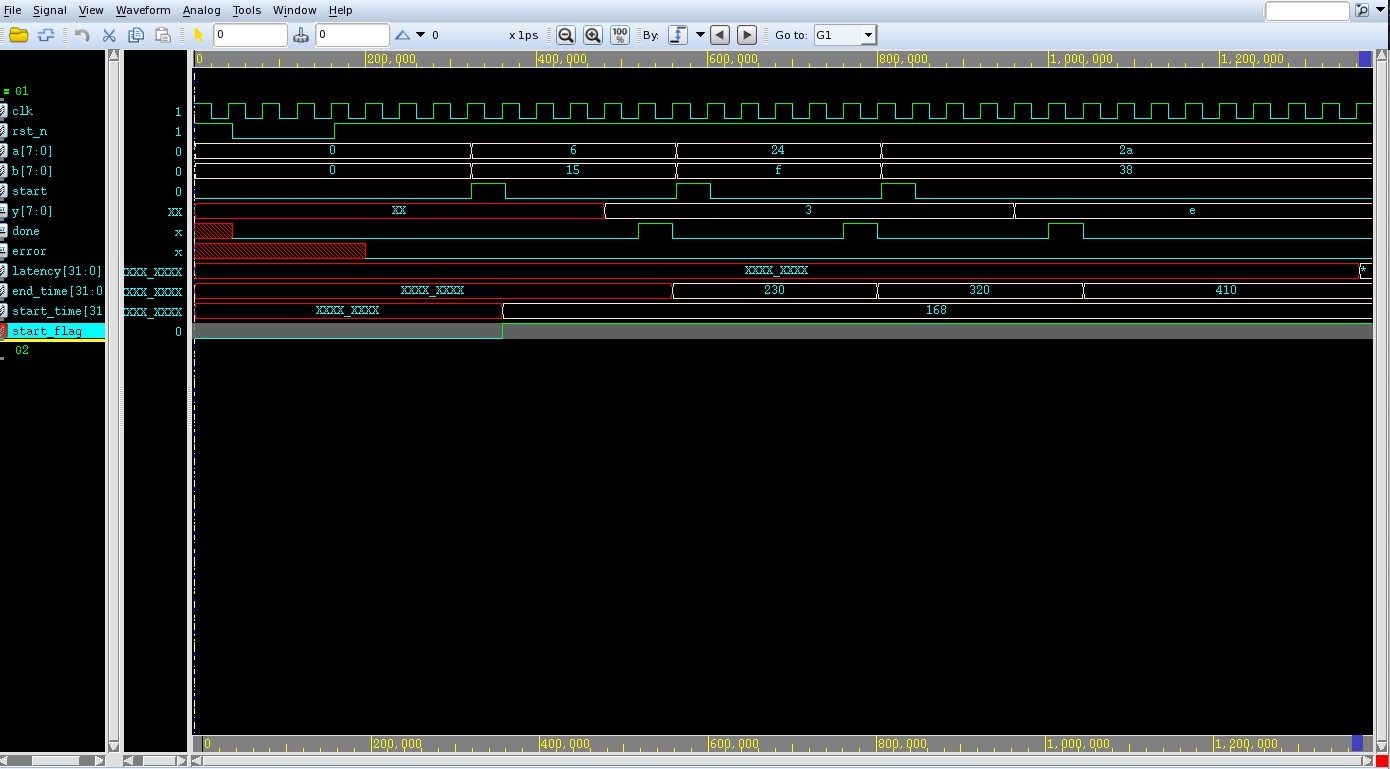 File Signal View Waveform Analog Tools Window Help
0 0 0 x 1ps 100 % By: Go to: G1
0 200,000 400,000 600,000 800,000 1,000,000 1,200,000
G1
clk 1
rst_n 1
a[7:0] 0 0 6 24 2a
b[7:0] 0 0 15 f 38
start 0
y[7:0] XX XX 3 e
done x
error x
latency[31:0] XXX_XXXX XXXX_XXXX *
end_time[31:0 XXX_XXXX XXXX_XXXX 230 320 410
start_time[31 XXX_XXXX XXXX_XXXX 168
start_flag 0
G2
0 200,000 400,000 600,000 800,000 1,000,000 1,200,000